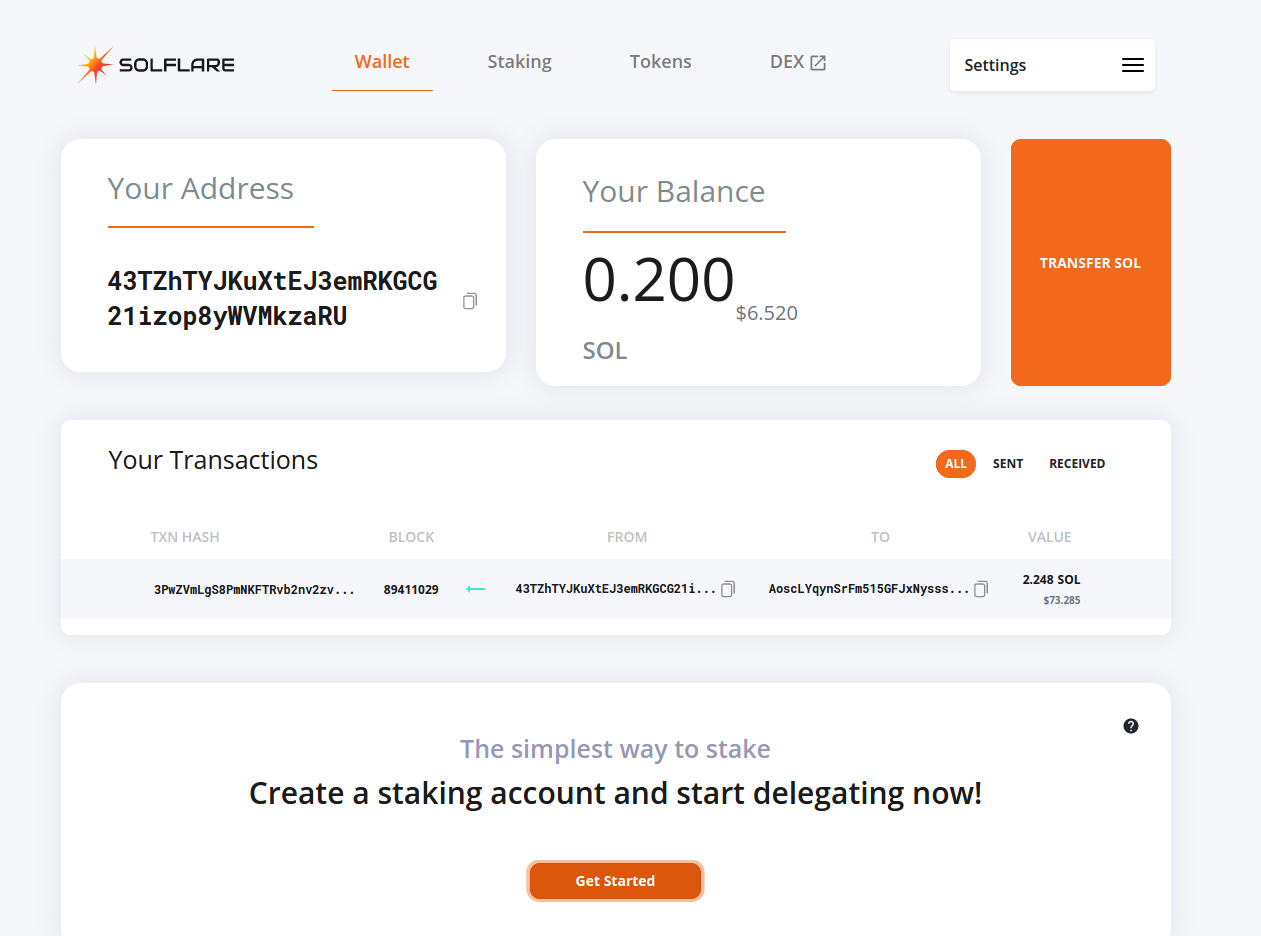 SOLFLARE
Wallet
Staking
Tokens
DEX
Settings
Your Address
43TZhTYJKuXtEJ3emRKGCG
21izop8yWVMkzaRU
Your Balance
0.200
$6.520
SOL
TRANSFER SOL
Your Transactions
ALL SENT RECEIVED
TXN HASH BLOCK FROM TO VALUE
3PwZVmLgS8PmNKFTRvb2nv2zv... 89411029 43TZhTYJKuXtEJ3emRKGCG21i... AoscLYqynSrFm515GFJxNysss... 2.248 SOL
$73.285
The simplest way to stake
Create a staking account and start delegating now!
Get Started